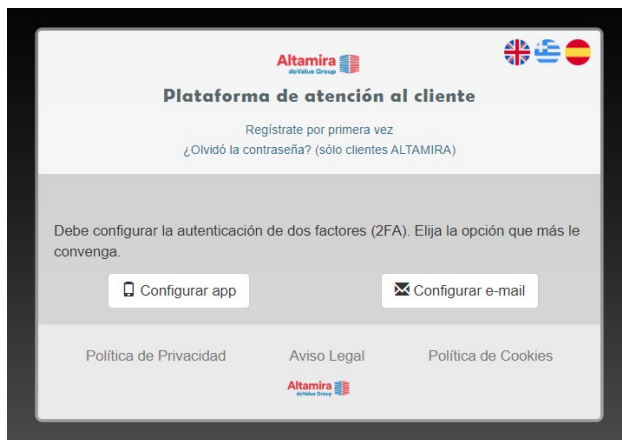 Altamira
doValue Group
Plataforma de atención al cliente
Regístrate por primera vez
¿Olvidó la contraseña? (sólo clientes ALTAMIRA)
Debe configurar la autenticación de dos factores (2FA). Elija la opción que más le
convenga.
Configurar app
Configurar e-mail
Política de Privacidad
Aviso Legal
Política de Cookies
Altamira
doValue Group